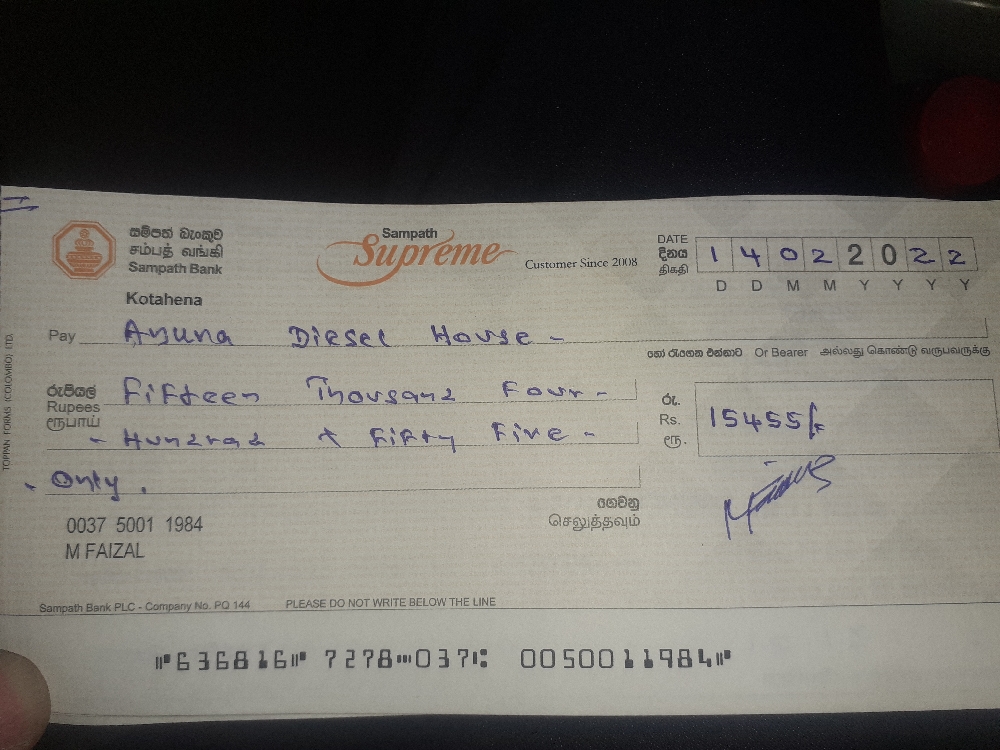 සම්පත් බැංකුව
சம்பத் வங்கி
Sampath Bank
Kotahena
Sampath
Supreme
Customer Since 2008
DATE
දිනය
திகதி
1 4 0 2 2 0 2 2
D D M M Y Y Y Y
Pay Arjuna Diesel House -
හෝ රැගෙන එන්නාට Or Bearer அல்லது கொண்டு வருபவருக்கு
රුපියල්
Rupees
ரூபாய்
Fifteen Thousand Four -
- Hundred & Fifty Five -
- Only.
රු.
Rs.
ரூ.
15455/-
ගෙවනු
செலுத்தவும்
0037 5001 1984
M FAIZAL
Sampath Bank PLC - Company No. PQ 144 PLEASE DO NOT WRITE BELOW THE LINE
⑈636816⑈ 7278⑉037⑆ 0050011984⑈
TOPPAN FORMS (COLOMBO) LTD.